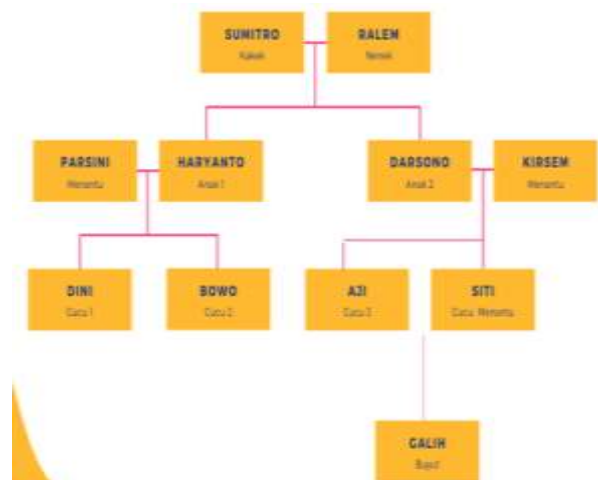 SUMITRO
Kakek
RALEM
Nenek
PARSINI
Menantu
HARYANTO
Anak 1
DARSONO
Anak 2
KIRSEM
Menantu
DINI
Cucu 1
BOWO
Cucu 2
AJI
Cucu 3
SITI
Cucu Menantu
GALIH
Buyut